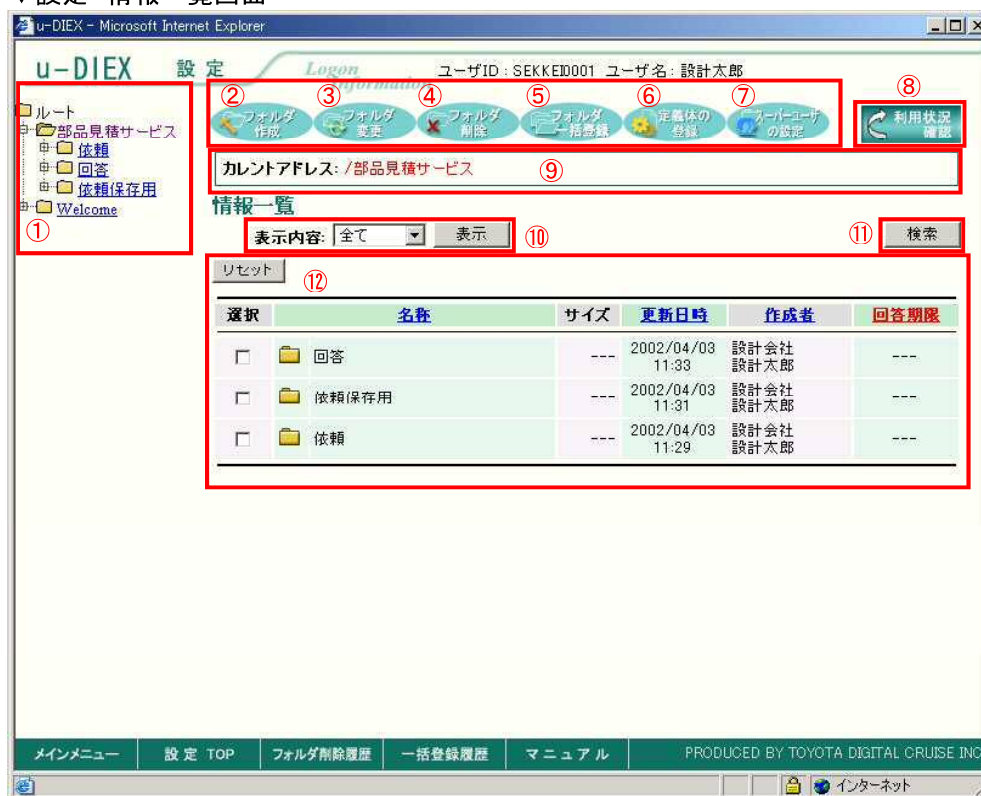 u-DIEX - Microsoft Internet Explorer
u-DIEX 設定 Logon Information ユーザID : SEKKEI0001 ユーザ名 : 設計太郎
ルート
部品見積サービス
依頼
回答
依頼保存用
Welcome
①
② ③ ④ ⑤ ⑥ ⑦ ⑧
フォルダ作成 フォルダ変更 フォルダ削除 フォルダ一括登録 定義体の登録 スーパーユーザの設定 利用状況確認
カレントアドレス: /部品見積サービス ⑨
情報一覧
表示内容: 全て 表示 ⑩ ⑪ 検索
リセット ⑫
選択 名称 サイズ 更新日時 作成者 回答期限
回答 --- 2002/04/03 11:33 設計会社 設計太郎 ---
依頼保存用 --- 2002/04/03 11:31 設計会社 設計太郎 ---
依頼 --- 2002/04/03 11:29 設計会社 設計太郎 ---
メインメニュー 設定 TOP フォルダ削除履歴 一括登録履歴 マニュアル PRODUCED BY TOYOTA DIGITAL CRUISE INC
インターネット